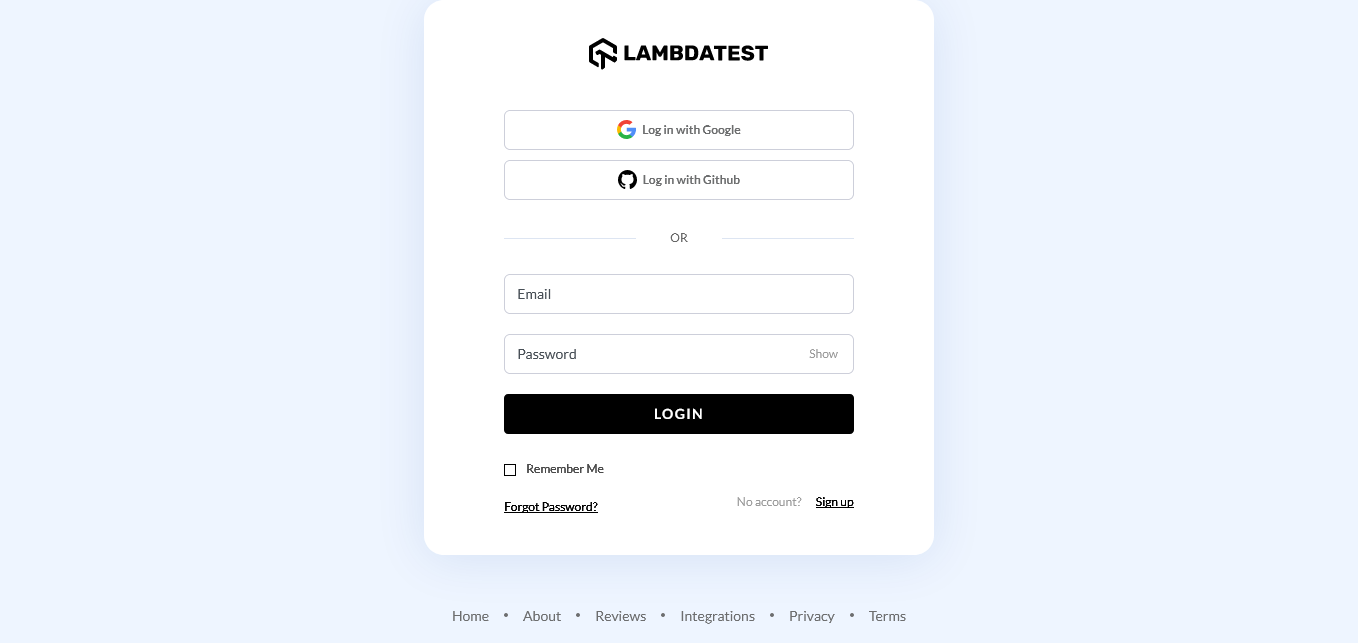 LAMBDATEST
Log in with Google
Log in with Github
OR
Email
Password Show
LOGIN
Remember Me
Forgot Password? No account? Sign up
Home • About • Reviews • Integrations • Privacy • Terms